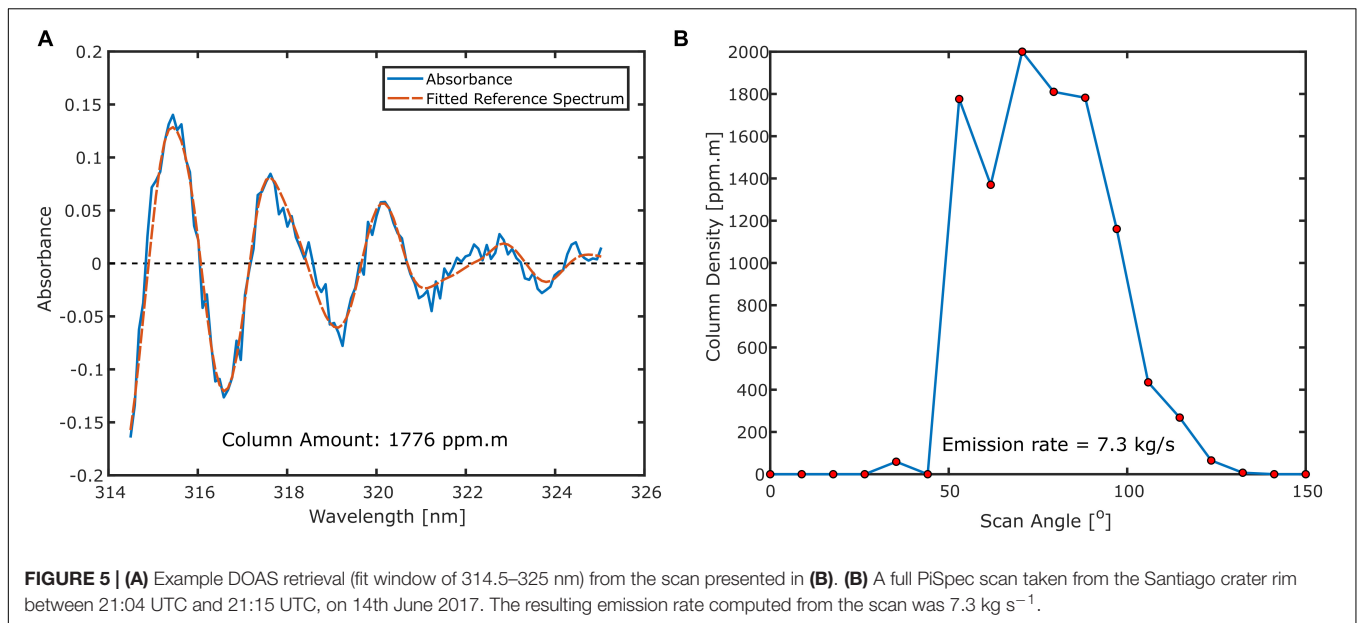 A
0.2
0.15
0.1
0.05
0
-0.05
-0.1
-0.15
-0.2
Absorbance
Absorbance
Fitted Reference Spectrum
Column Amount: 1776 ppm.m
314 316 318 320 322 324 326
Wavelength [nm]
B
2000
1800
1600
1400
1200
1000
800
600
400
200
0
Column Density [ppm.m]
Emission rate = 7.3 kg/s
0 50 100 150
Scan Angle [°]
FIGURE 5 | (A) Example DOAS retrieval (fit window of 314.5–325 nm) from the scan presented in (B). (B) A full PiSpec scan taken from the Santiago crater rim
between 21:04 UTC and 21:15 UTC, on 14th June 2017. The resulting emission rate computed from the scan was 7.3 kg s⁻¹.